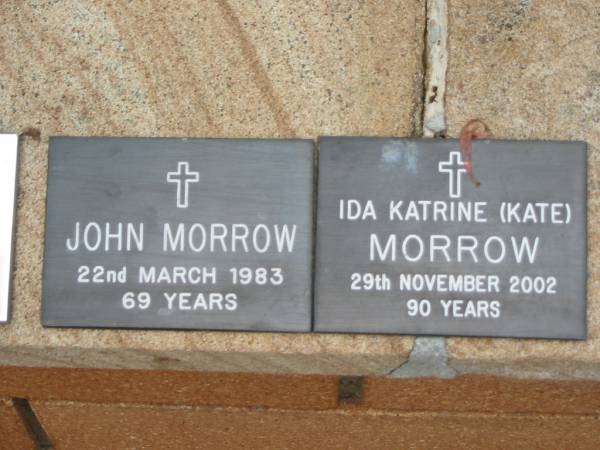 JOHN MORROW
22nd MARCH 1983
69 YEARS
IDA KATRINE (KATE)
MORROW
29th NOVEMBER 2002
90 YEARS